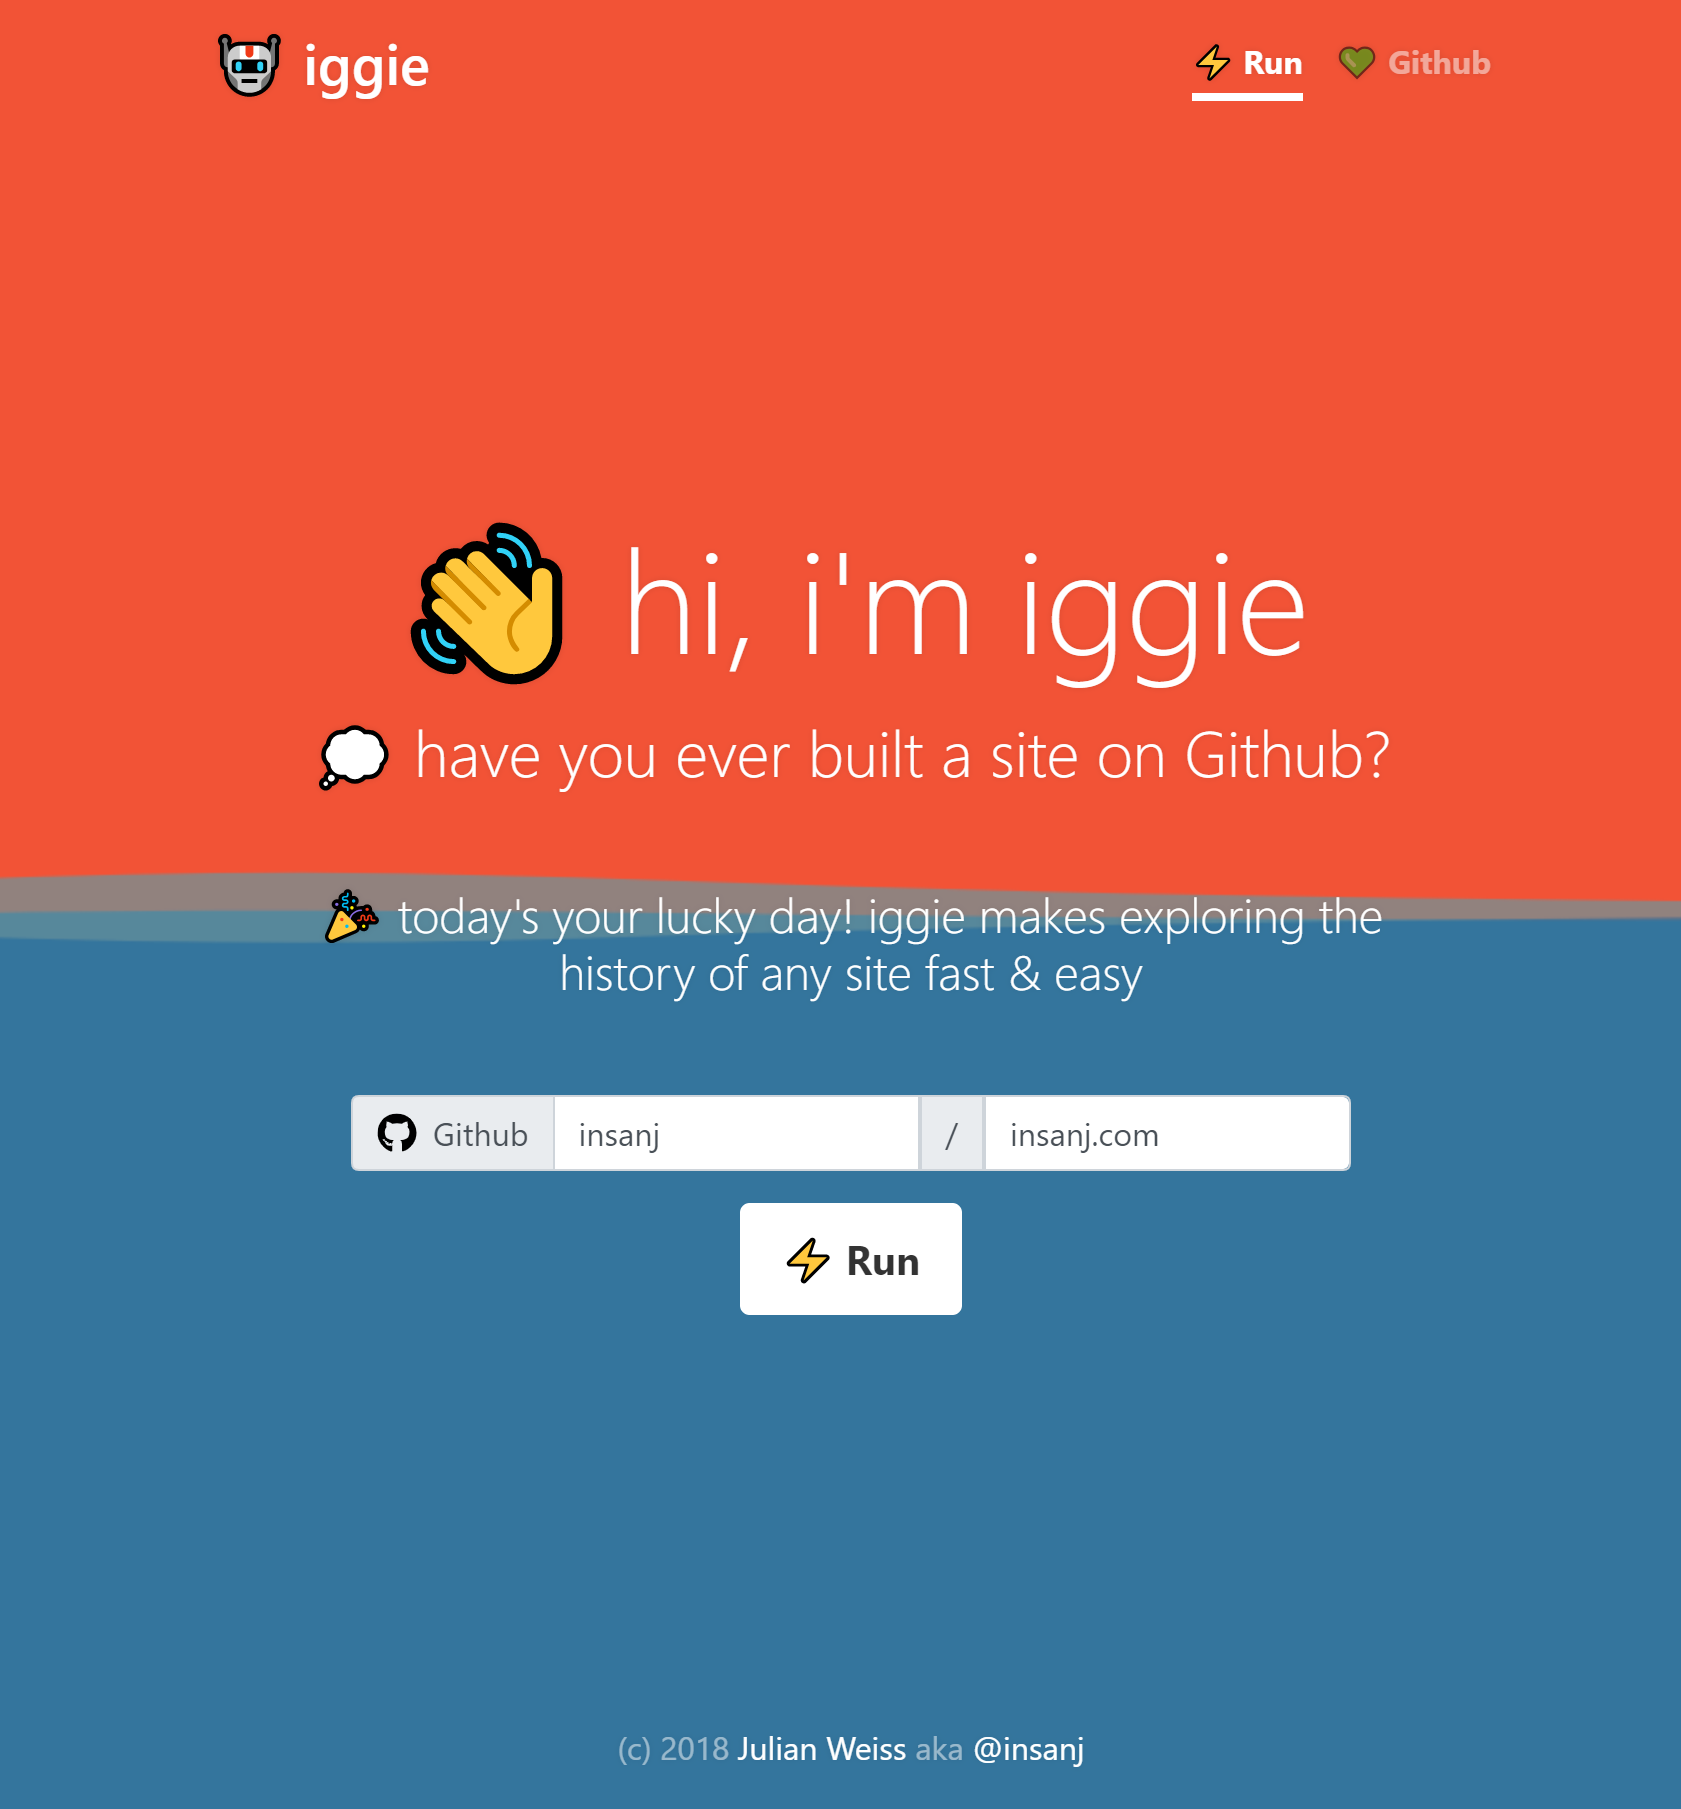 iggie
Run
Github
hi, i'm iggie
have you ever built a site on Github?
today's your lucky day! iggie makes exploring the
history of any site fast & easy
Github insanj / insanj.com
Run
(c) 2018 Julian Weiss aka @insanj